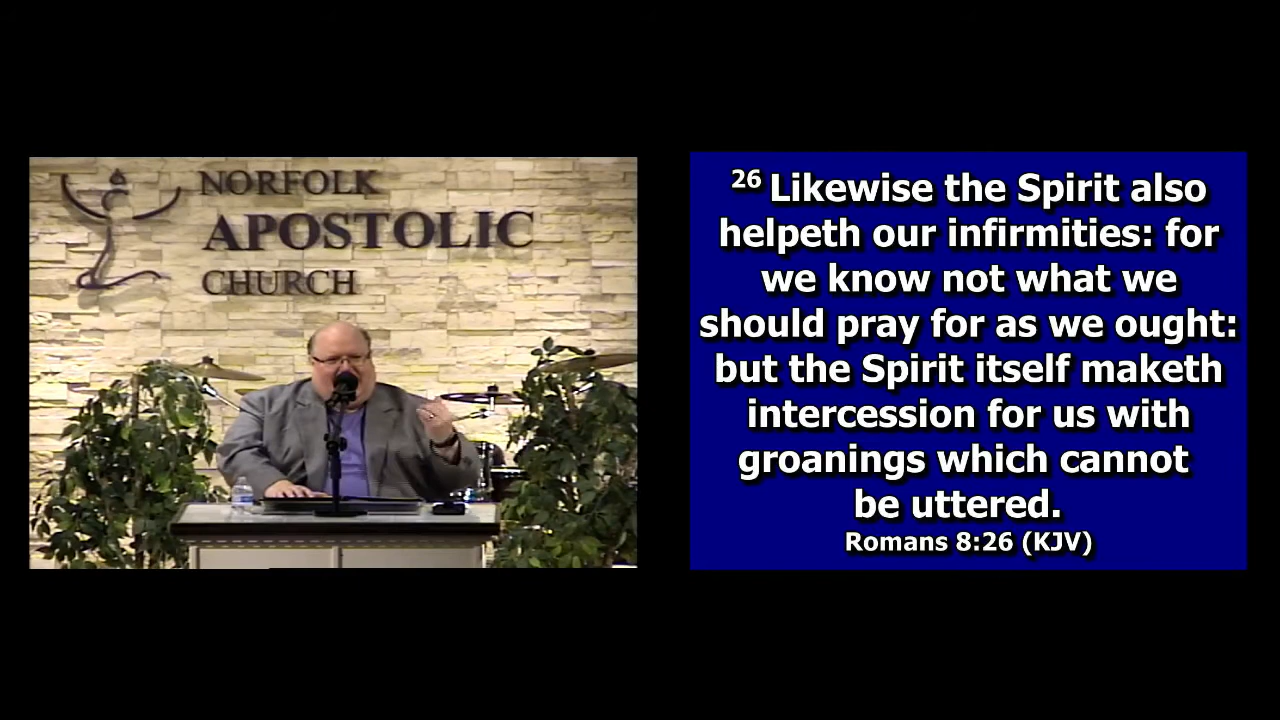 NORFOLK
APOSTOLIC
CHURCH
26 Likewise the Spirit also
helpeth our infirmities: for
we know not what we
should pray for as we ought:
but the Spirit itself maketh
intercession for us with
groanings which cannot
be uttered.
Romans 8:26 (KJV)